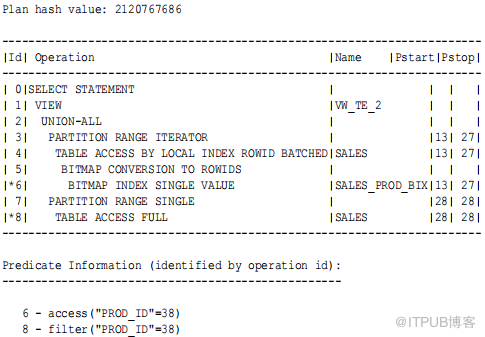 Plan hash value: 2120767686
-----------------------------------------------------------------------
|Id| Operation                                 |Name    |Pstart|Pstop|
-----------------------------------------------------------------------
| 0|SELECT STATEMENT                           |              |  |   |
| 1| VIEW                                      |VW_TE_2       |  |   |
| 2|  UNION-ALL                                |              |  |   |
| 3|   PARTITION RANGE ITERATOR                |              |13| 27|
| 4|    TABLE ACCESS BY LOCAL INDEX ROWID BATCHED|SALES       |13| 27|
| 5|     BITMAP CONVERSION TO ROWIDS           |              |  |   |
|*6|      BITMAP INDEX SINGLE VALUE            |SALES_PROD_BIX|13| 27|
| 7|   PARTITION RANGE SINGLE                  |              |28| 28|
|*8|    TABLE ACCESS FULL                      |SALES         |28| 28|
-----------------------------------------------------------------------
Predicate Information (identified by operation id):
---------------------------------------------------
6 - access("PROD_ID"=38)
8 - filter("PROD_ID"=38)
@ITPUB博客